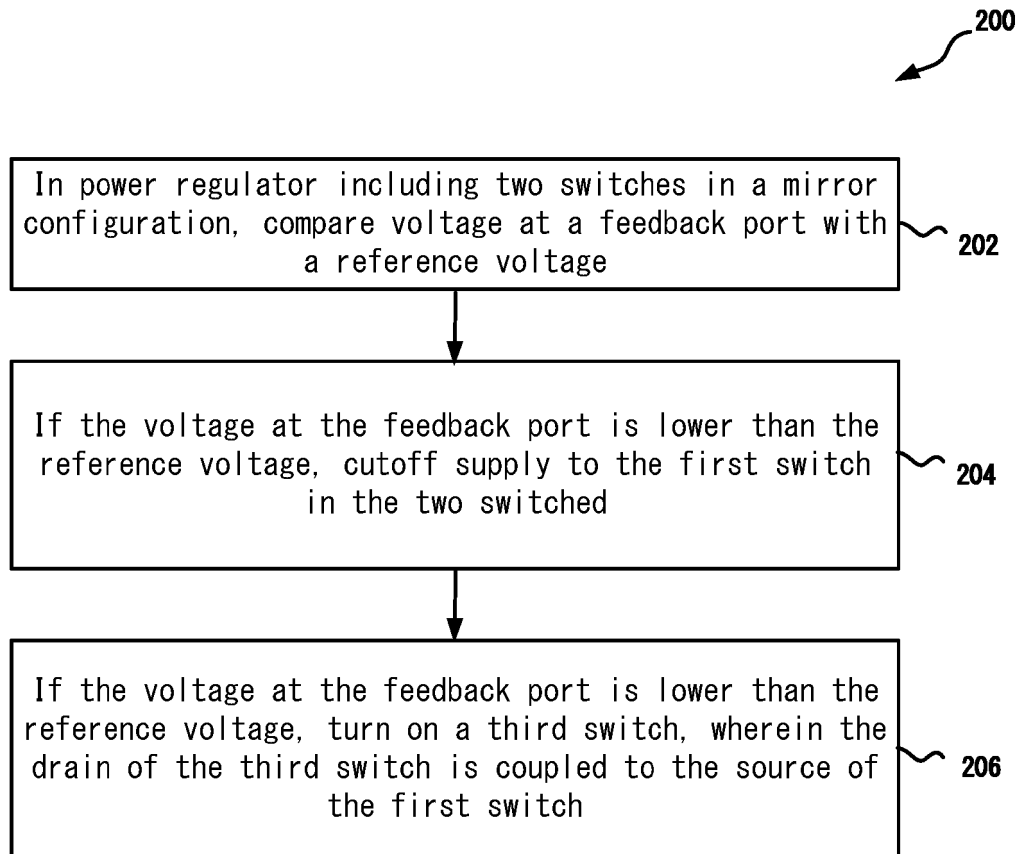 200
In power regulator including two switches in a mirror
configuration, compare voltage at a feedback port with
a reference voltage
202
If the voltage at the feedback port is lower than the
reference voltage, cutoff supply to the first switch
in the two switched
204
If the voltage at the feedback port is lower than the
reference voltage, turn on a third switch, wherein the
drain of the third switch is coupled to the source of
the first switch
206